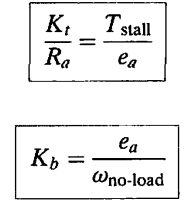 K_t / R_a = T_stall / e_a
K_b = e_a / ω_no-load